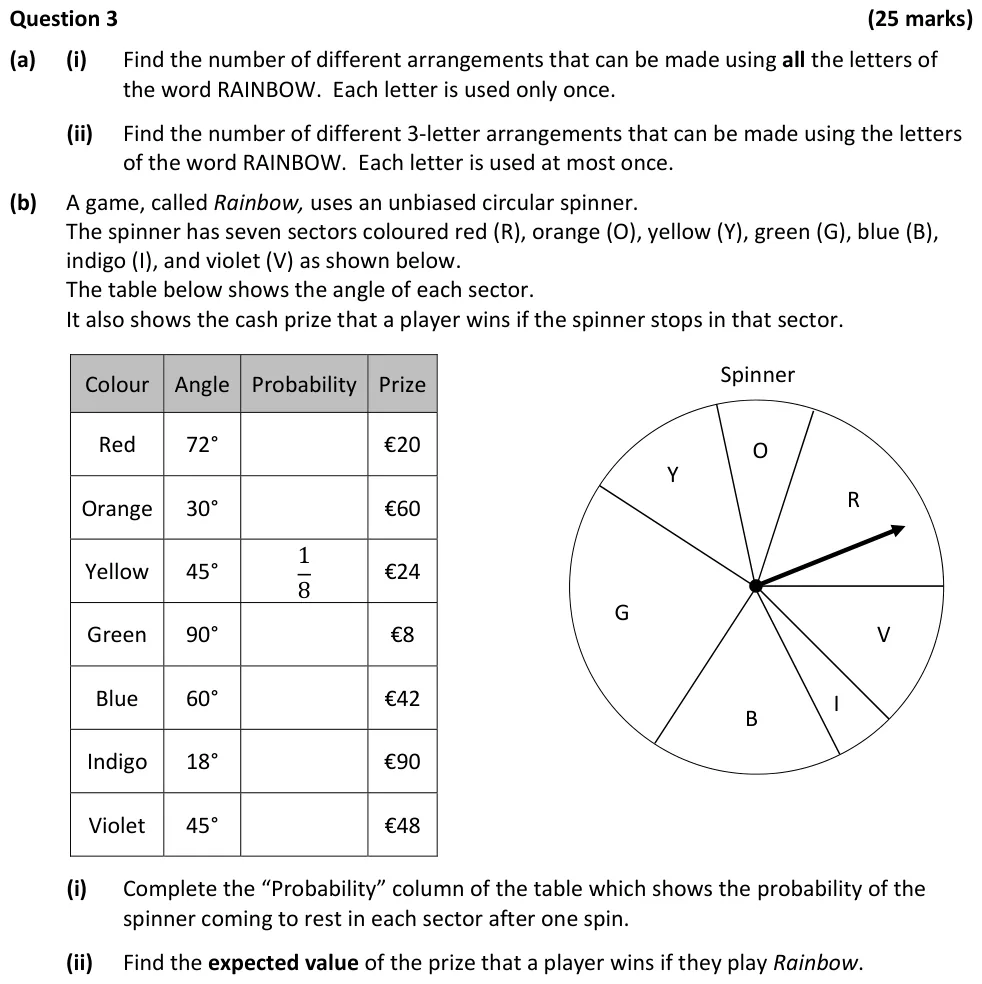 Question 3 (25 marks)
(a) (i) Find the number of different arrangements that can be made using all the letters of
the word RAINBOW. Each letter is used only once.
(ii) Find the number of different 3-letter arrangements that can be made using the letters
of the word RAINBOW. Each letter is used at most once.
(b) A game, called Rainbow, uses an unbiased circular spinner.
The spinner has seven sectors coloured red (R), orange (O), yellow (Y), green (G), blue (B),
indigo (I), and violet (V) as shown below.
The table below shows the angle of each sector.
It also shows the cash prize that a player wins if the spinner stops in that sector.
Colour Angle Probability Prize
Red 72° €20
Orange 30° €60
Yellow 45° 1/8 €24
Green 90° €8
Blue 60° €42
Indigo 18° €90
Violet 45° €48
Spinner
O
Y
R
G
V
I
B
(i) Complete the “Probability” column of the table which shows the probability of the
spinner coming to rest in each sector after one spin.
(ii) Find the expected value of the prize that a player wins if they play Rainbow.